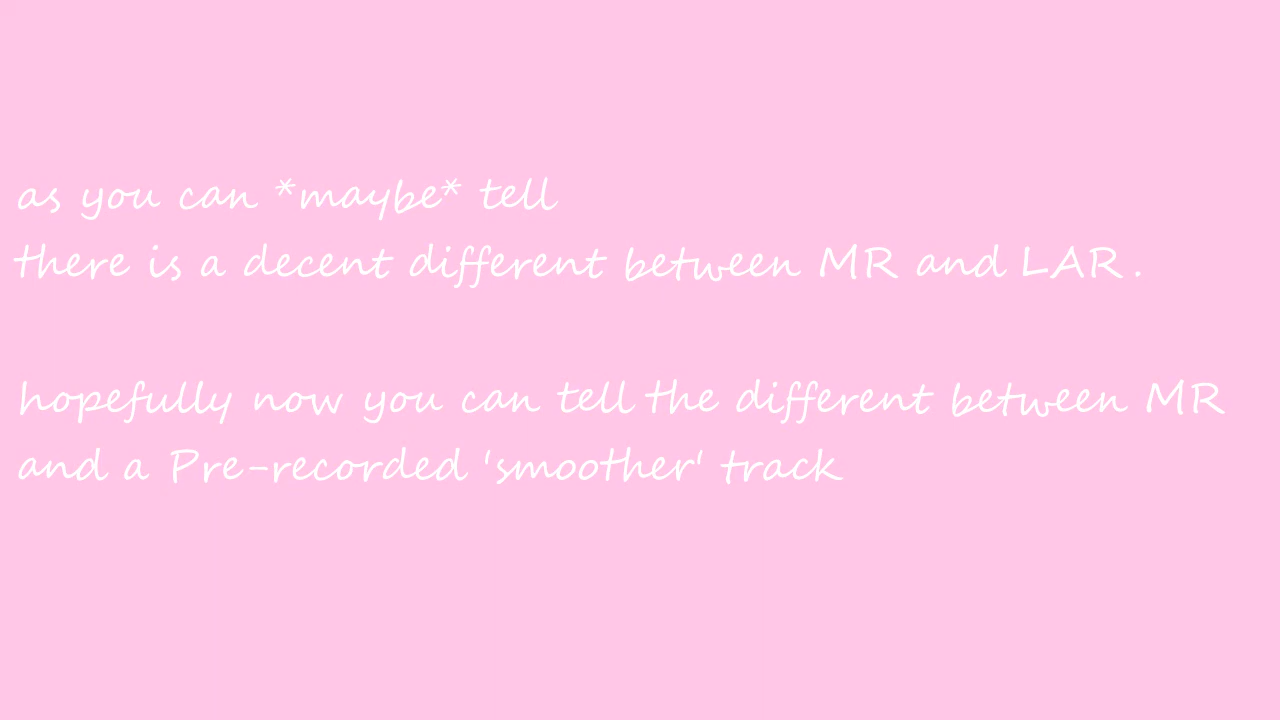 as you can *maybe* tell
there is a decent different between MR and LAR.
hopefully now you can tell the different between MR
and a Pre-recorded 'smoother' track